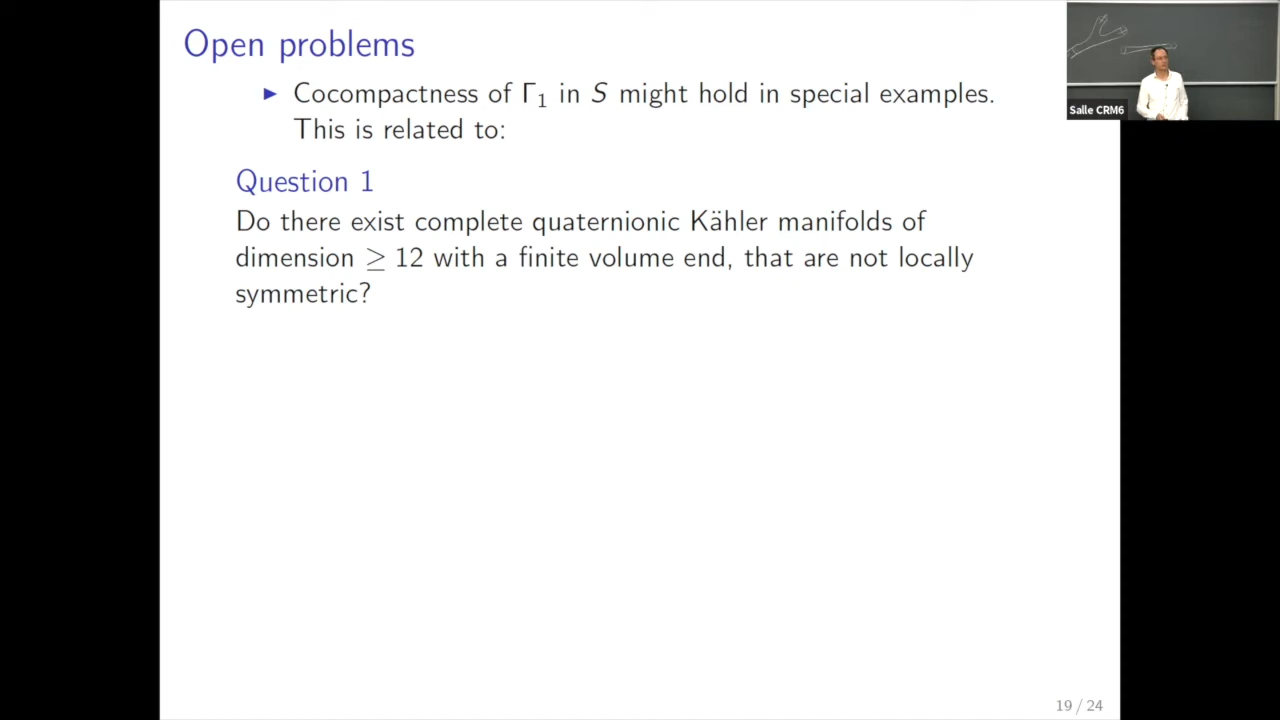 Open problems
▶ Cocompactness of Γ₁ in S might hold in special examples.
This is related to:
Question 1
Do there exist complete quaternionic Kähler manifolds of
dimension ≥ 12 with a finite volume end, that are not locally
symmetric?
19 / 24
Salle CRM6